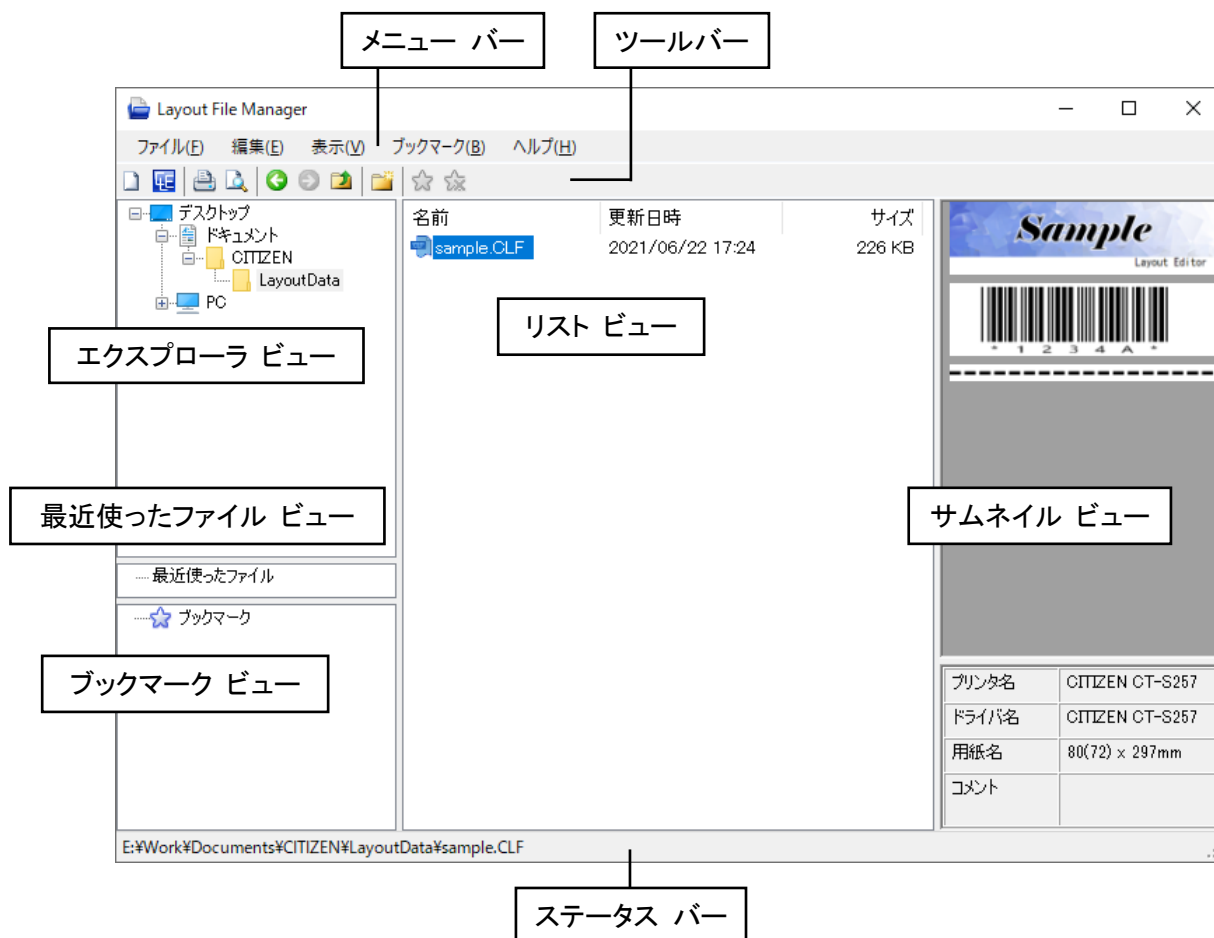 メニュー バー
ツールバー
Layout File Manager
ファイル(F) 編集(E) 表示(V) ブックマーク(B) ヘルプ(H)
デスクトップ
ドキュメント
CITIZEN
LayoutData
PC
エクスプローラ ビュー
最近使ったファイル ビュー
最近使ったファイル
ブックマーク
ブックマーク ビュー
名前 更新日時 サイズ
sample.CLF 2021/06/22 17:24 226 KB
リスト ビュー
Sample
Layout Editor
* 1 2 3 4 A *
サムネイル ビュー
プリンタ名 CITIZEN CT-S257
ドライバ名 CITIZEN CT-S257
用紙名 80(72) x 297mm
コメント
E:¥Work¥Documents¥CITIZEN¥LayoutData¥sample.CLF
ステータス バー